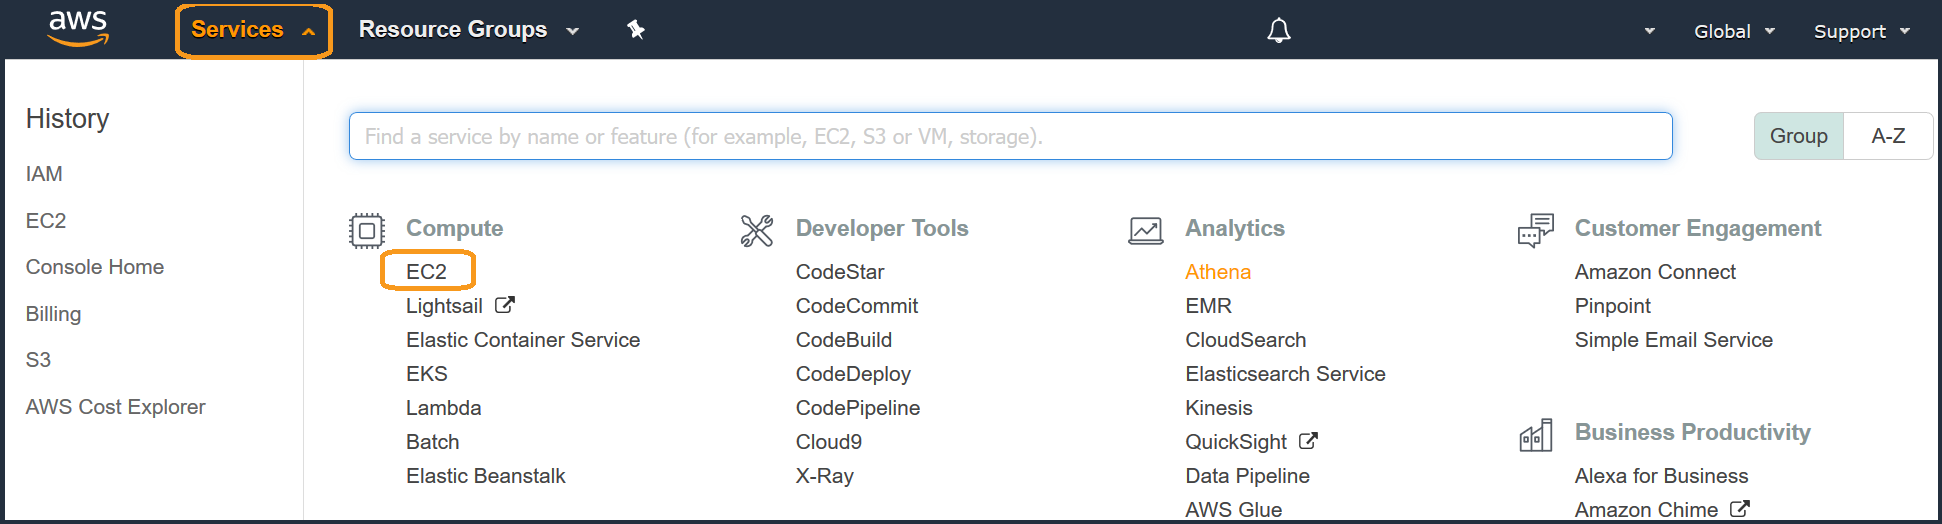 aws Services Resource Groups Global Support
History
IAM
EC2
Console Home
Billing
S3
AWS Cost Explorer
Find a service by name or feature (for example, EC2, S3 or VM, storage).
Group A-Z
Compute
EC2
Lightsail
Elastic Container Service
EKS
Lambda
Batch
Elastic Beanstalk
Developer Tools
CodeStar
CodeCommit
CodeBuild
CodeDeploy
CodePipeline
Cloud9
X-Ray
Analytics
Athena
EMR
CloudSearch
Elasticsearch Service
Kinesis
QuickSight
Data Pipeline
AWS Glue
Customer Engagement
Amazon Connect
Pinpoint
Simple Email Service
Business Productivity
Alexa for Business
Amazon Chime